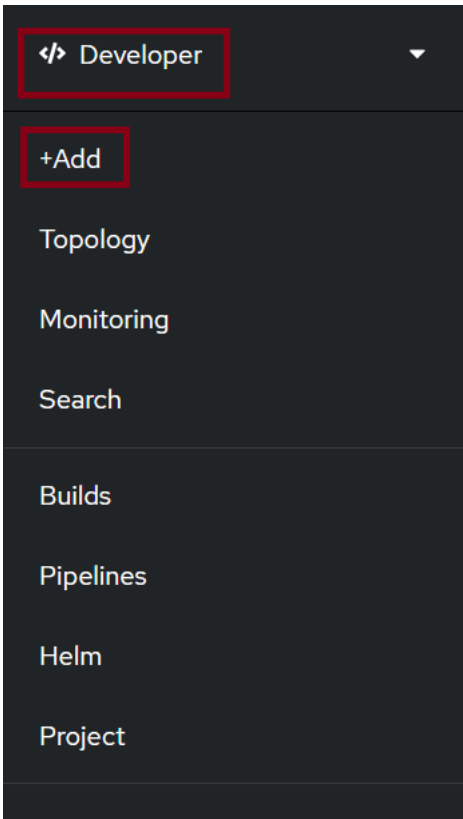 </> Developer
+Add
Topology
Monitoring
Search
Builds
Pipelines
Helm
Project